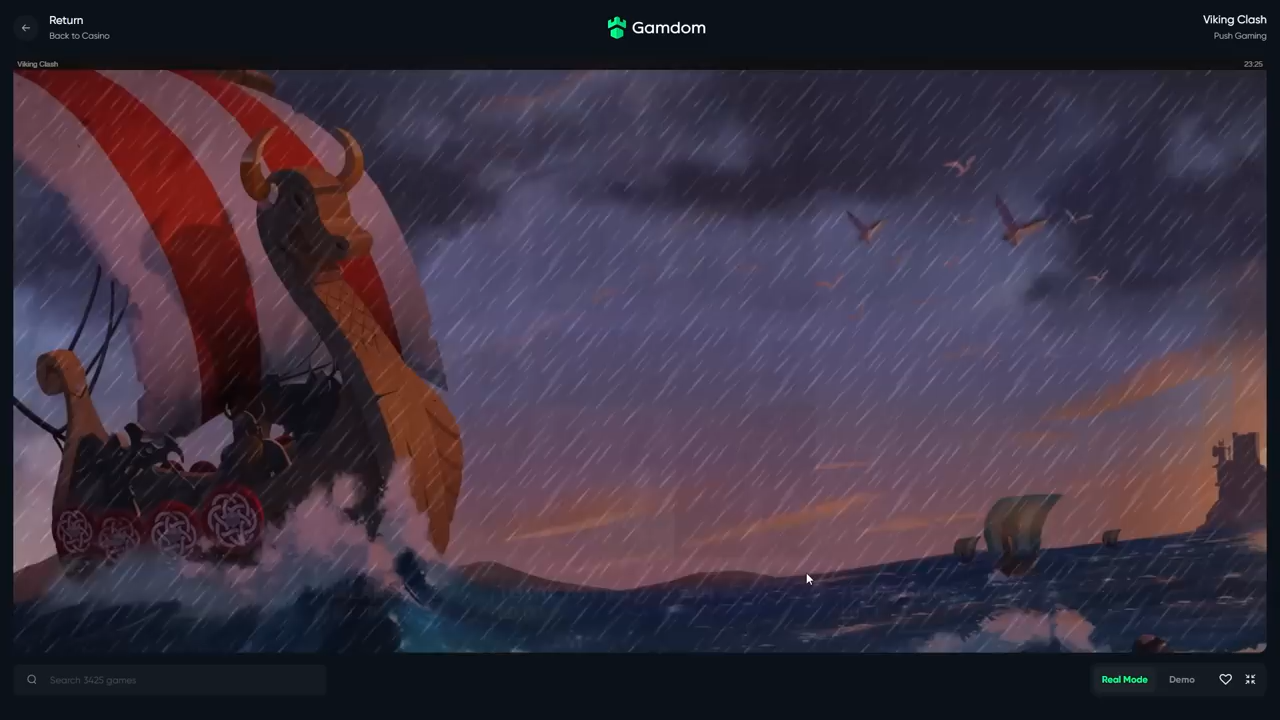 Return
Back to Casino
Gamdom
Viking Clash
Push Gaming
Viking Clash
23:25
Search 3425 games
Real Mode
Demo